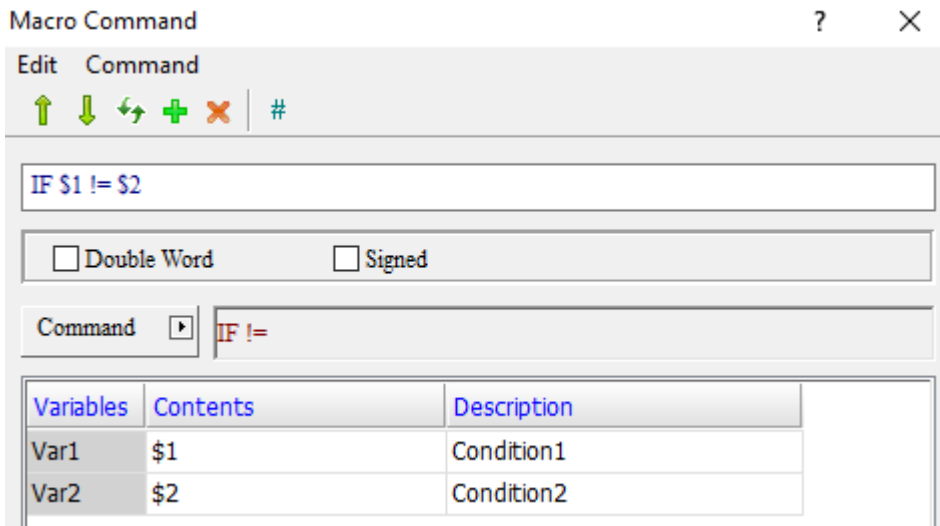 Macro Command ?
Edit Command
#
IF $1 != $2
Double Word Signed
Command IF !=
Variables Contents Description
Var1 $1 Condition1
Var2 $2 Condition2